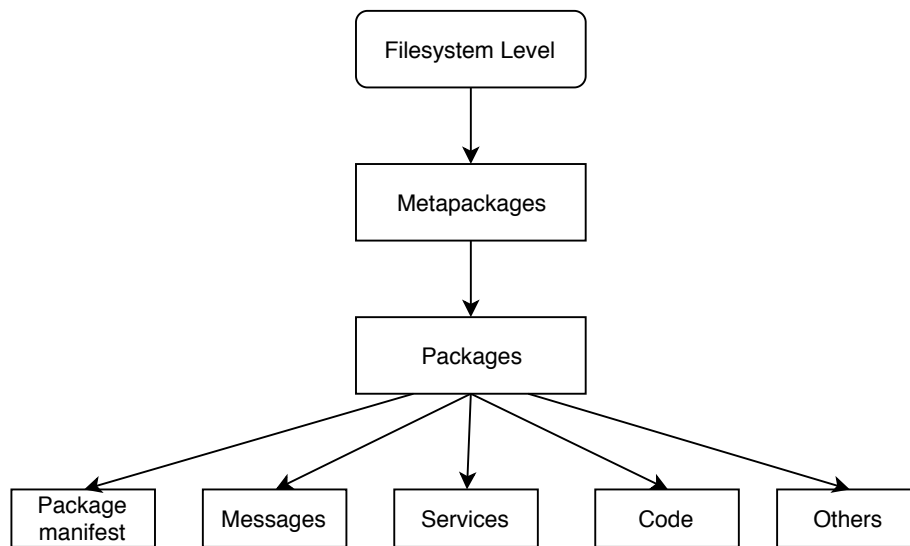 Filesystem Level
Metapackages
Packages
Package
manifest
Messages
Services
Code
Others